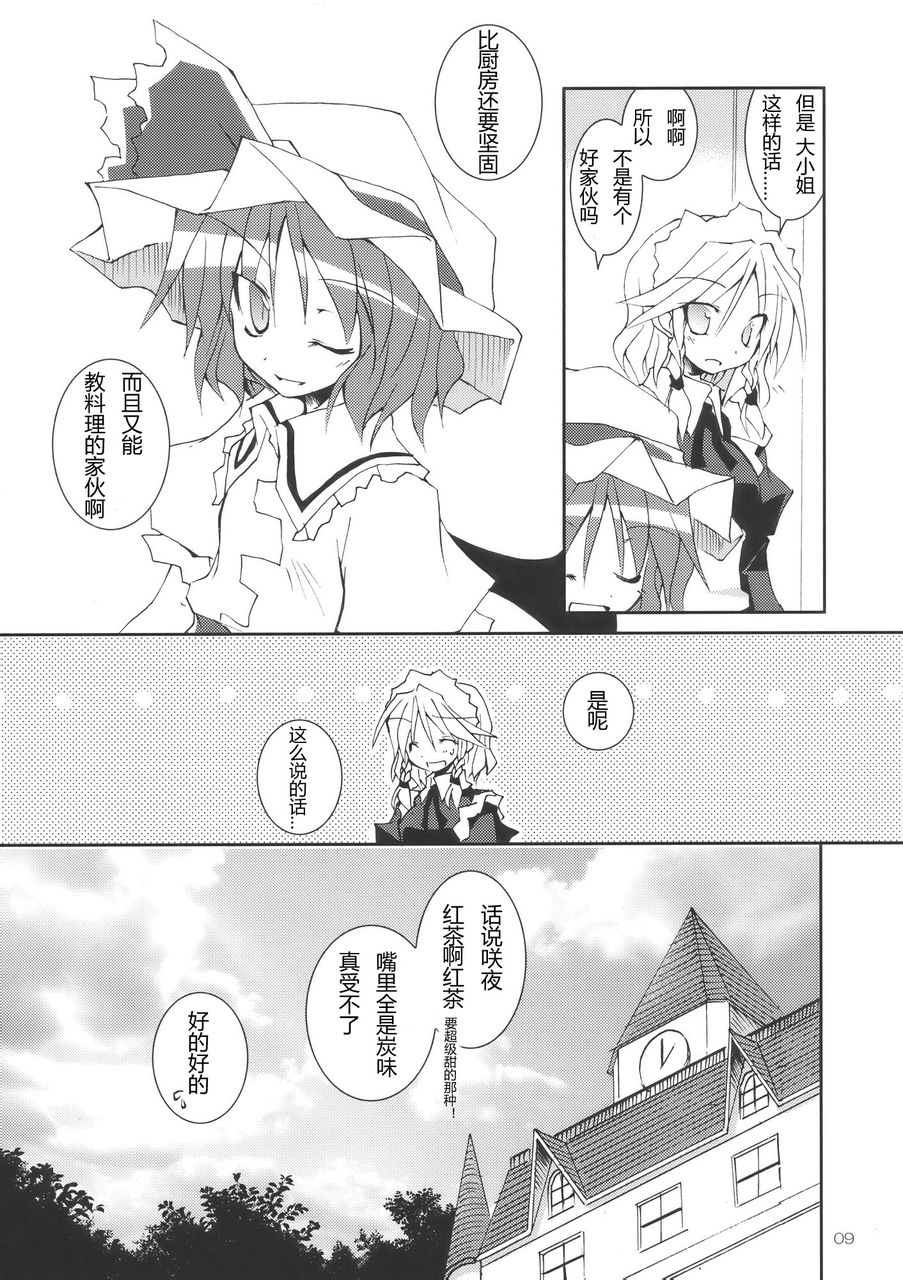 但是 大小姐
这样的话……
啊啊
所以
不是有个
好家伙吗
比厨房还要坚固
而且又能
教料理的家伙啊
是呢
这么说的话…
话说咲夜
红茶啊红茶
要超级甜的那种！
嘴里全是炭味
真受不了
好的好的
09